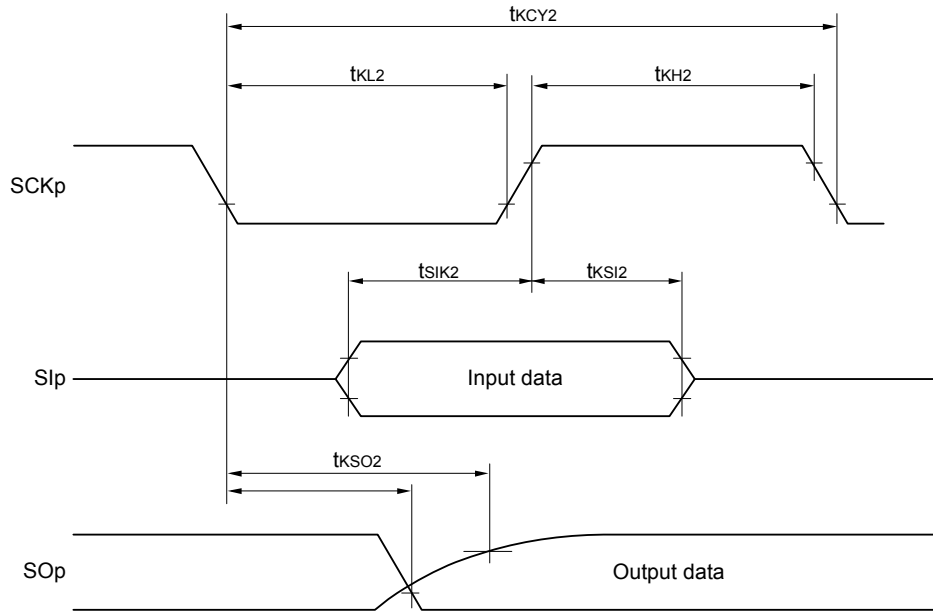 tKCY2
tKL2
tKH2
SCKp
tSIK2
tKSI2
SIp
Input data
tKSO2
SOp
Output data